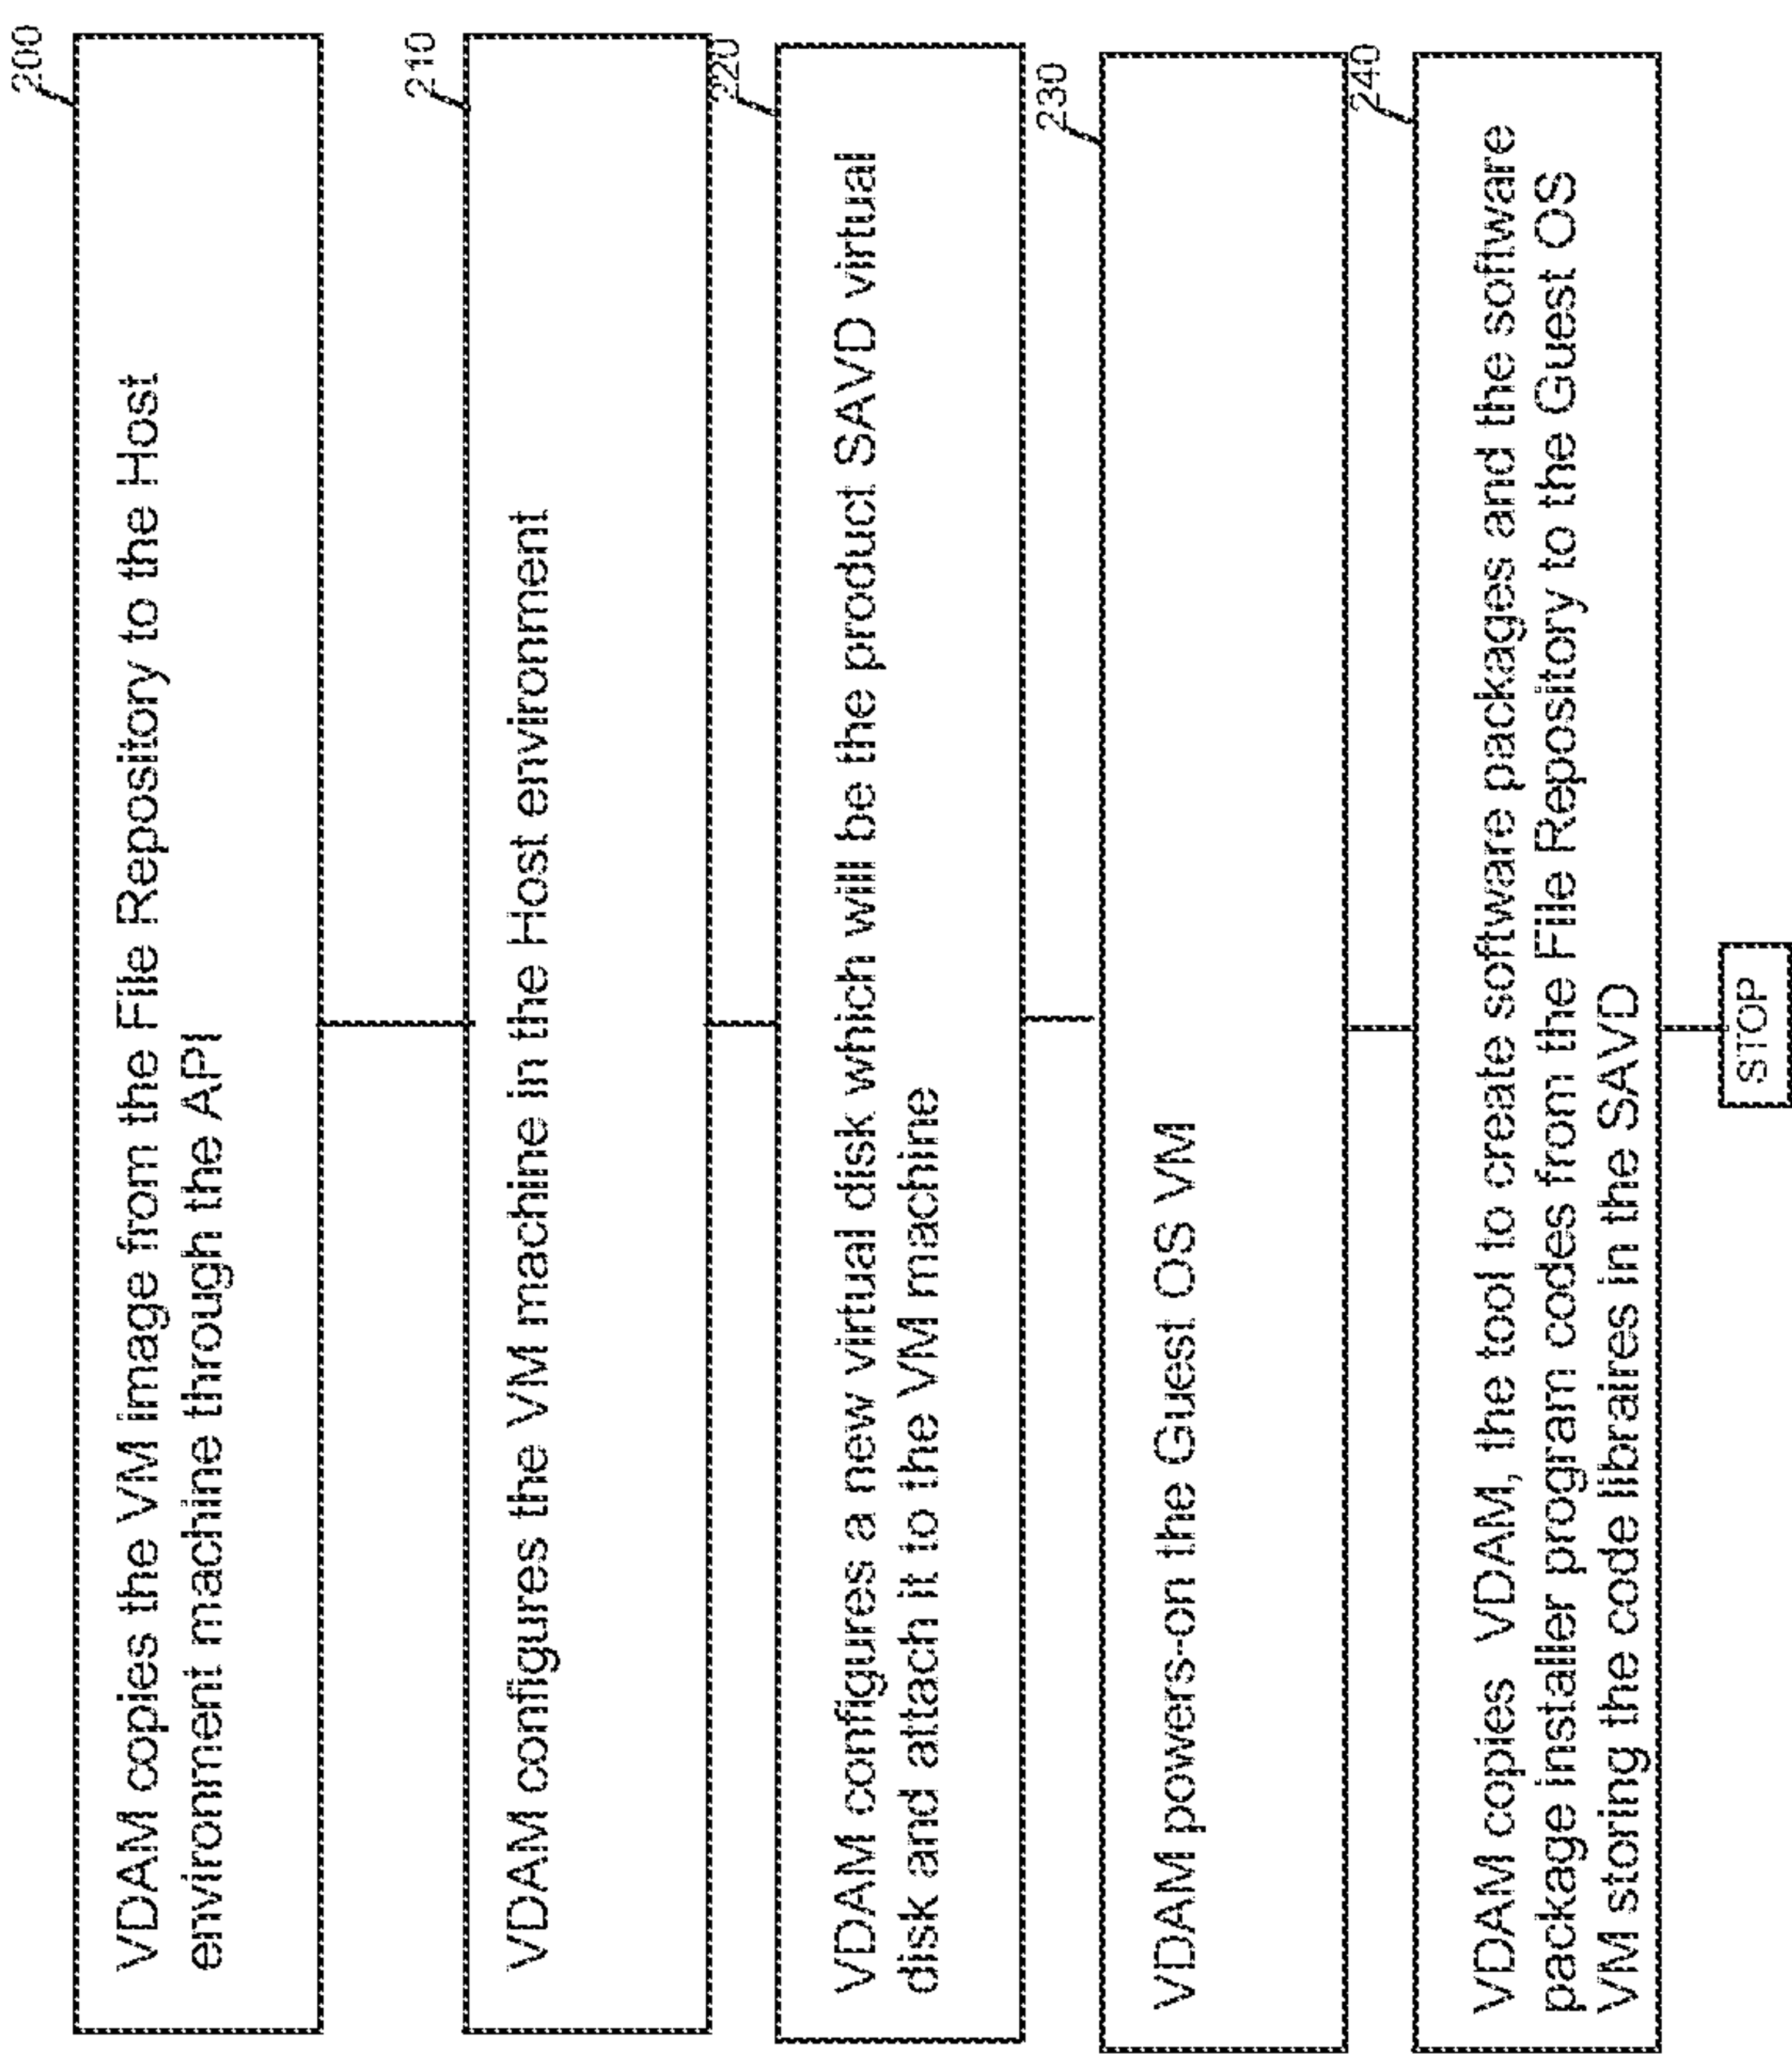 200
VDAM copies the VM image from the File Repository to the Host
environment machine through the API
210
VDAM configures the VM machine in the Host environment
220
VDAM configures a new virtual disk which will be the product SAVD virtual
disk and attach it to the VM machine
230
VDAM powers-on the Guest OS VM
240
VDAM copies VDAM, the tool to create software packages and the software
package installer program codes from the File Repository to the Guest OS
VM storing the code libraires in the SAVD
STOP